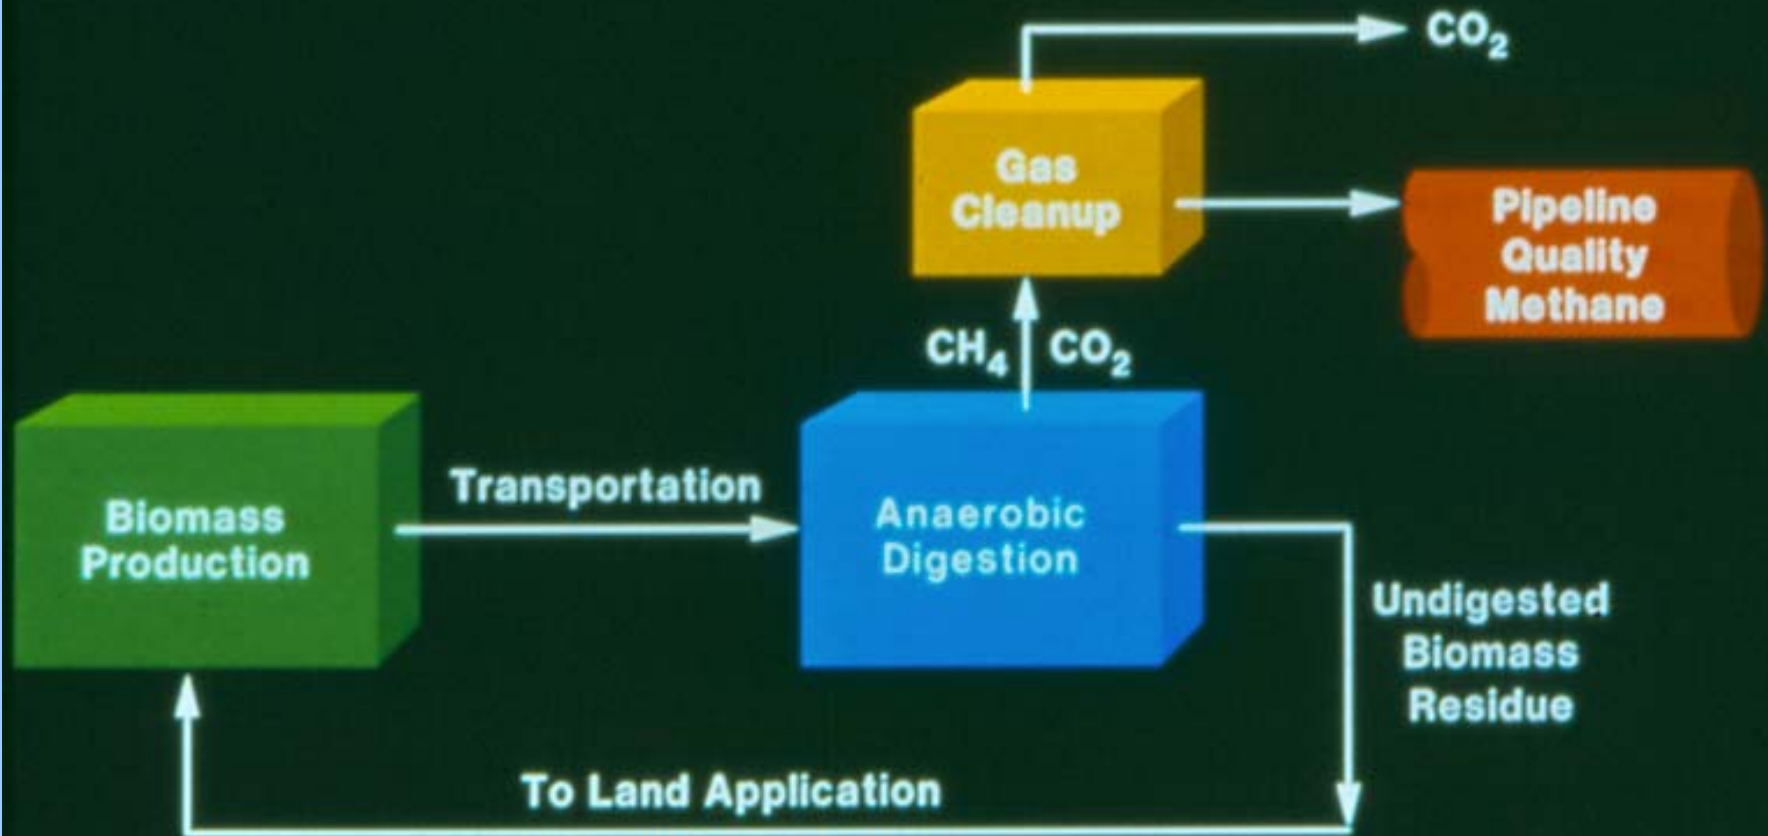 CO₂
Gas
Cleanup
Pipeline
Quality
Methane
CH₄ CO₂
Transportation
Biomass
Production
Anaerobic
Digestion
Undigested
Biomass
Residue
To Land Application